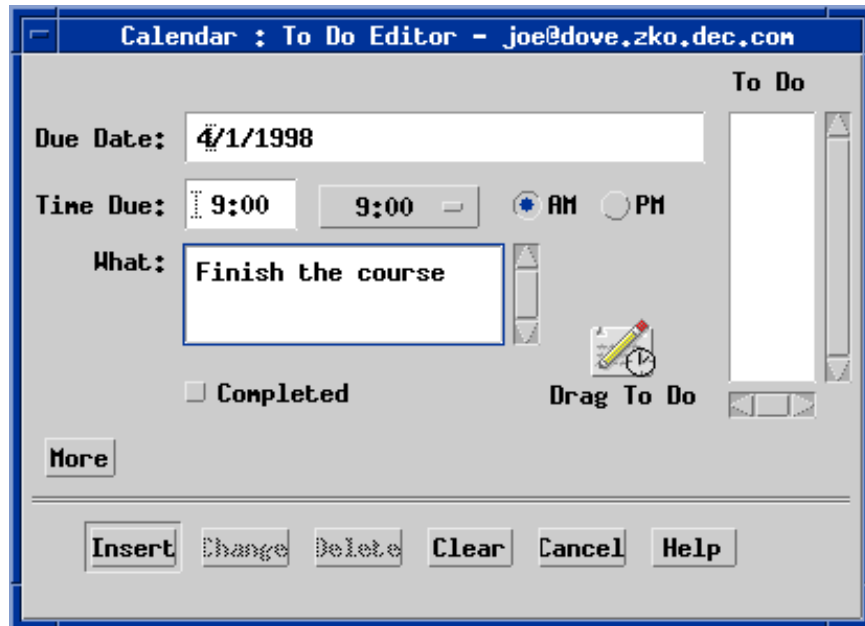 Calendar : To Do Editor - joe@dove.zko.dec.com
To Do
Due Date: 4/1/1998
Time Due: 9:00 9:00 AM PM
What: Finish the course
Completed
Drag To Do
More
Insert Change Delete Clear Cancel Help